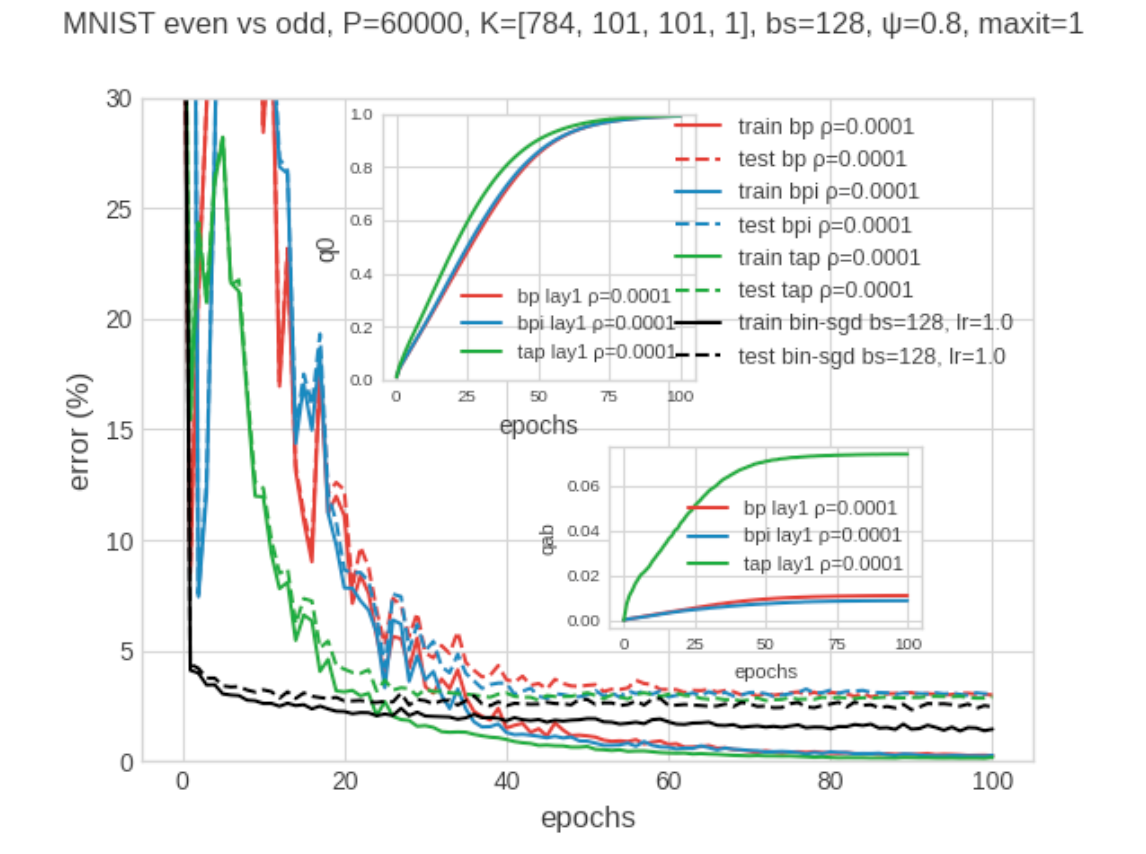 MNIST even vs odd, P=60000, K=[784, 101, 101, 1], bs=128, ψ=0.8, maxit=1
30
25
20
15
10
5
0
error (%)
0 20 40 60 80 100
epochs
1.0
0.8
0.6
0.4
0.2
0.0
q0
bp lay1 ρ=0.0001
bpi lay1 ρ=0.0001
tap lay1 ρ=0.0001
0 25 50 75 100
epochs
train bp ρ=0.0001
test bp ρ=0.0001
train bpi ρ=0.0001
test bpi ρ=0.0001
train tap ρ=0.0001
test tap ρ=0.0001
train bin-sgd bs=128, lr=1.0
test bin-sgd bs=128, lr=1.0
0.06
0.04
0.02
0.00
qab
bp lay1 ρ=0.0001
bpi lay1 ρ=0.0001
tap lay1 ρ=0.0001
0 25 50 75 100
epochs